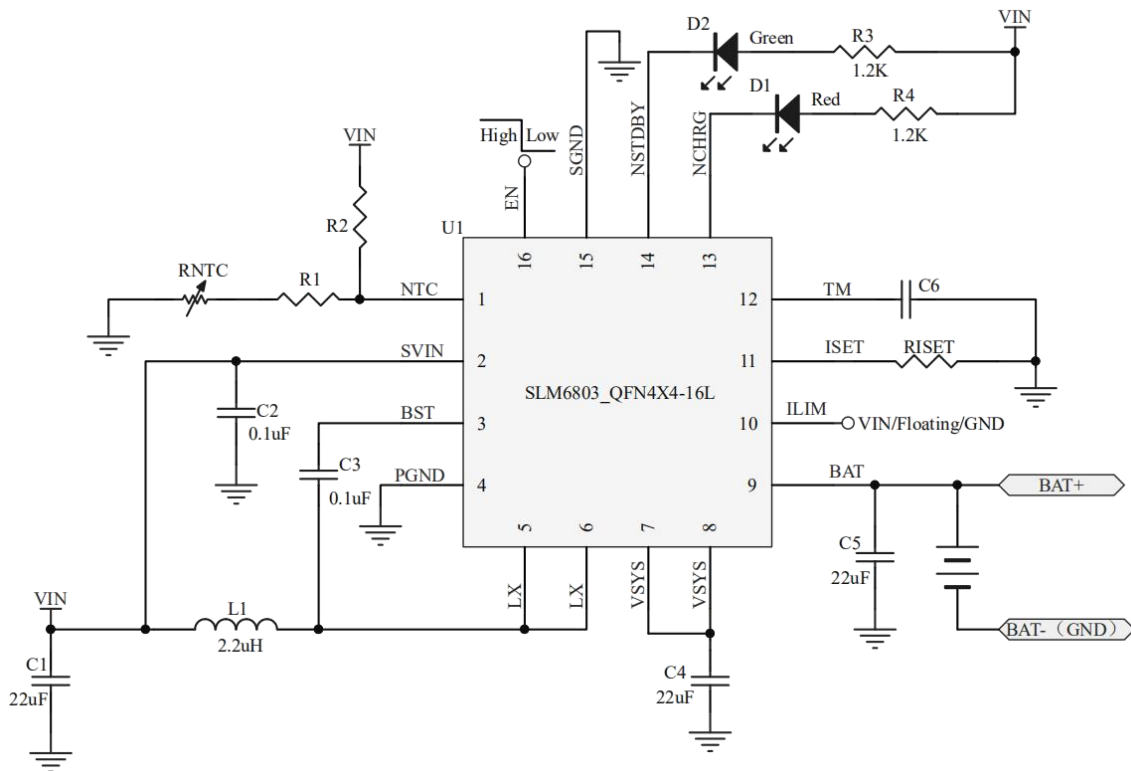 D2
Green
R3
1.2K
VIN
D1
Red
R4
1.2K
High
Low
EN
SGND
NSTDBY
NCHRG
VIN
R2
U1
16
15
14
13
RNTC
R1
NTC
1
12
TM
C6
SVIN
2
11
ISET
RISET
SLM6803_QFN4X4-16L
C2
0.1uF
BST
3
10
ILIM
VIN/Floating/GND
C3
0.1uF
PGND
4
9
BAT
BAT+
5
6
7
8
LX
LX
VSYS
VSYS
C5
22uF
VIN
L1
2.2uH
BAT-（GND）
C1
22uF
C4
22uF